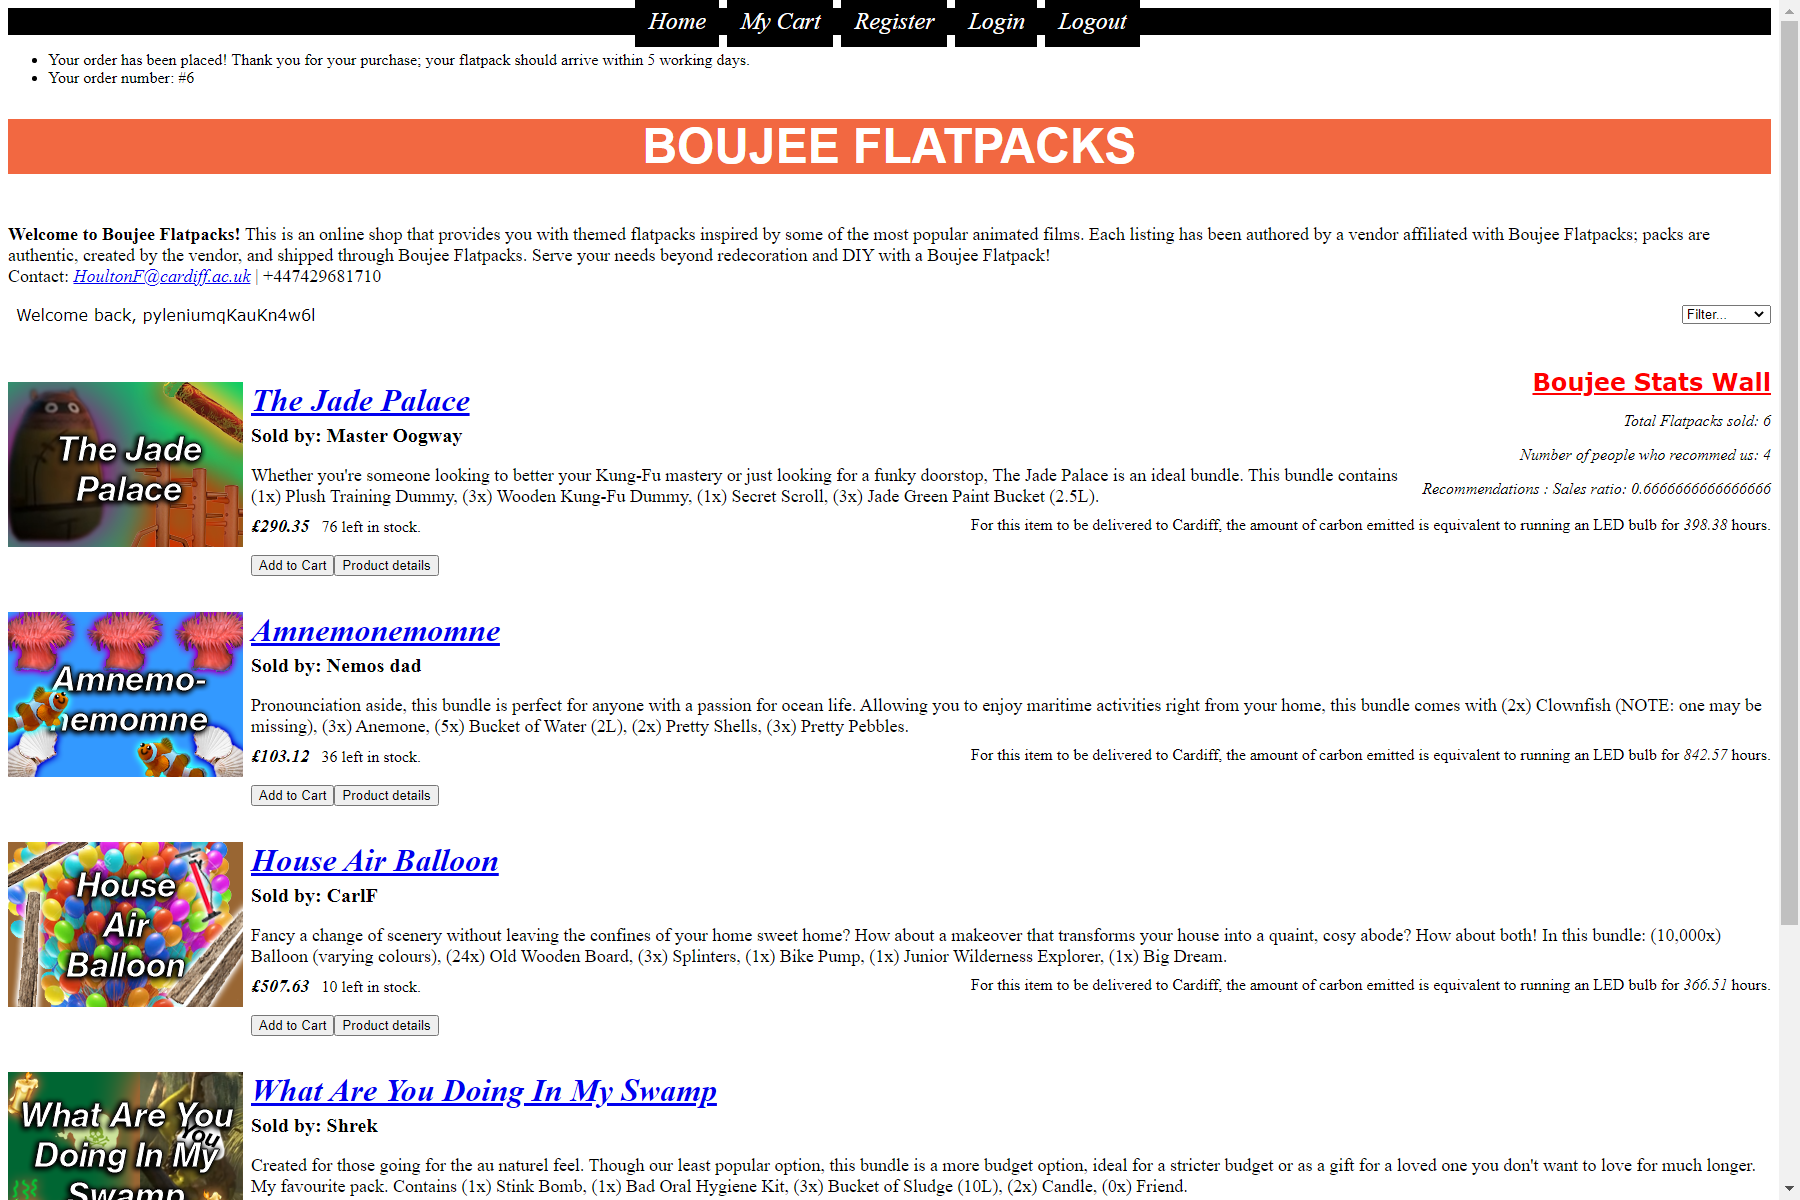 Home My Cart Register Login Logout
Your order has been placed! Thank you for your purchase; your flatpack should arrive within 5 working days.
Your order number: #6
BOUJEE FLATPACKS
Welcome to Boujee Flatpacks! This is an online shop that provides you with themed flatpacks inspired by some of the most popular animated films. Each listing has been authored by a vendor affiliated with Boujee Flatpacks; packs are
authentic, created by the vendor, and shipped through Boujee Flatpacks. Serve your needs beyond redecoration and DIY with a Boujee Flatpack!
Contact: HoultonF@cardiff.ac.uk | +447429681710
Welcome back, pyleniumqKauKn4w6l
Filter...
Boujee Stats Wall
Total Flatpacks sold: 6
Number of people who recommed us: 4
Recommendations : Sales ratio: 0.6666666666666666
The Jade
Palace
The Jade Palace
Sold by: Master Oogway
Whether you're someone looking to better your Kung-Fu mastery or just looking for a funky doorstop, The Jade Palace is an ideal bundle. This bundle contains
(1x) Plush Training Dummy, (3x) Wooden Kung-Fu Dummy, (1x) Secret Scroll, (3x) Jade Green Paint Bucket (2.5L).
£290.35 76 left in stock.
For this item to be delivered to Cardiff, the amount of carbon emitted is equivalent to running an LED bulb for 398.38 hours.
Add to Cart Product details
Amnemo-
nemomne
Amnemonemomne
Sold by: Nemos dad
Pronounciation aside, this bundle is perfect for anyone with a passion for ocean life. Allowing you to enjoy maritime activities right from your home, this bundle comes with (2x) Clownfish (NOTE: one may be
missing), (3x) Anemone, (5x) Bucket of Water (2L), (2x) Pretty Shells, (3x) Pretty Pebbles.
£103.12 36 left in stock.
For this item to be delivered to Cardiff, the amount of carbon emitted is equivalent to running an LED bulb for 842.57 hours.
Add to Cart Product details
House
Air
Balloon
House Air Balloon
Sold by: CarlF
Fancy a change of scenery without leaving the confines of your home sweet home? How about a makeover that transforms your house into a quaint, cosy abode? How about both! In this bundle: (10,000x)
Balloon (varying colours), (24x) Old Wooden Board, (3x) Splinters, (1x) Bike Pump, (1x) Junior Wilderness Explorer, (1x) Big Dream.
£507.63 10 left in stock.
For this item to be delivered to Cardiff, the amount of carbon emitted is equivalent to running an LED bulb for 366.51 hours.
Add to Cart Product details
What Are You
You
Doing In My
Swamp
What Are You Doing In My Swamp
Sold by: Shrek
Created for those going for the au naturel feel. Though our least popular option, this bundle is a more budget option, ideal for a stricter budget or as a gift for a loved one you don't want to love for much longer.
My favourite pack. Contains (1x) Stink Bomb, (1x) Bad Oral Hygiene Kit, (3x) Bucket of Sludge (10L), (2x) Candle, (0x) Friend.